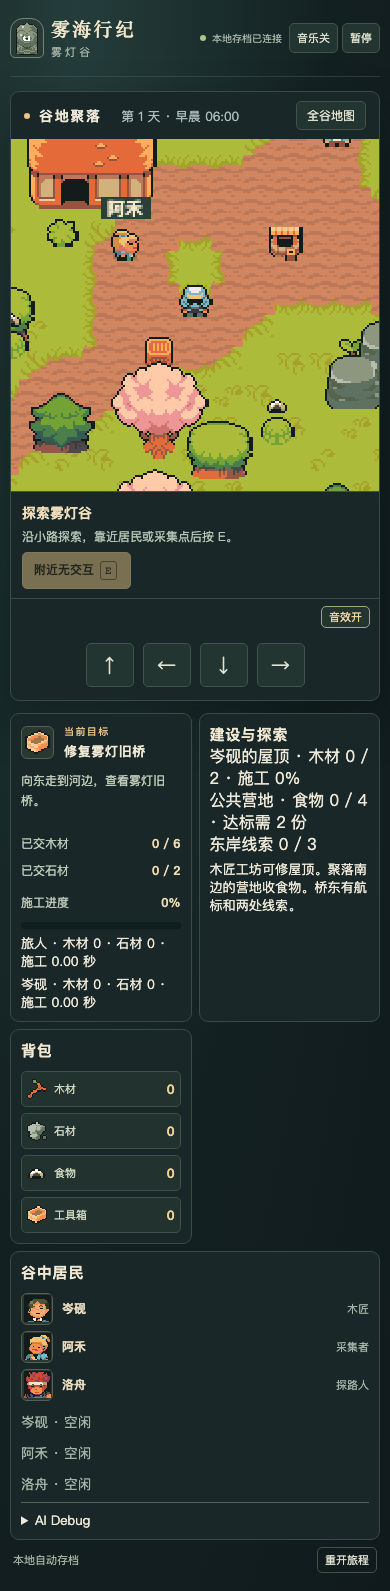 雾海行纪
雾灯谷
本地存档已连接
音乐关
暂停
谷地聚落
第 1 天 · 早晨 06:00
全谷地图
阿禾
探索雾灯谷
沿小路探索，靠近居民或采集点后按 E。
附近无交互 E
音效开
↑ ← ↓ →
当前目标
修复雾灯旧桥
向东走到河边，查看雾灯旧
桥。
已交木材 0 / 6
已交石材 0 / 2
施工进度 0%
旅人 · 木材 0 · 石材 0 ·
施工 0.00 秒
岑砚 · 木材 0 · 石材 0 ·
施工 0.00 秒
建设与探索
岑砚的屋顶 · 木材 0 /
2 · 施工 0%
公共营地 · 食物 0 / 4
· 达标需 2 份
东岸线索 0 / 3
木匠工坊可修屋顶。聚落南
边的营地收食物。桥东有航
标和两处线索。
背包
木材 0
石材 0
食物 0
工具箱 0
谷中居民
岑砚 木匠
阿禾 采集者
洛舟 探路人
岑砚 · 空闲
阿禾 · 空闲
洛舟 · 空闲
▶ AI Debug
本地自动存档
重开旅程